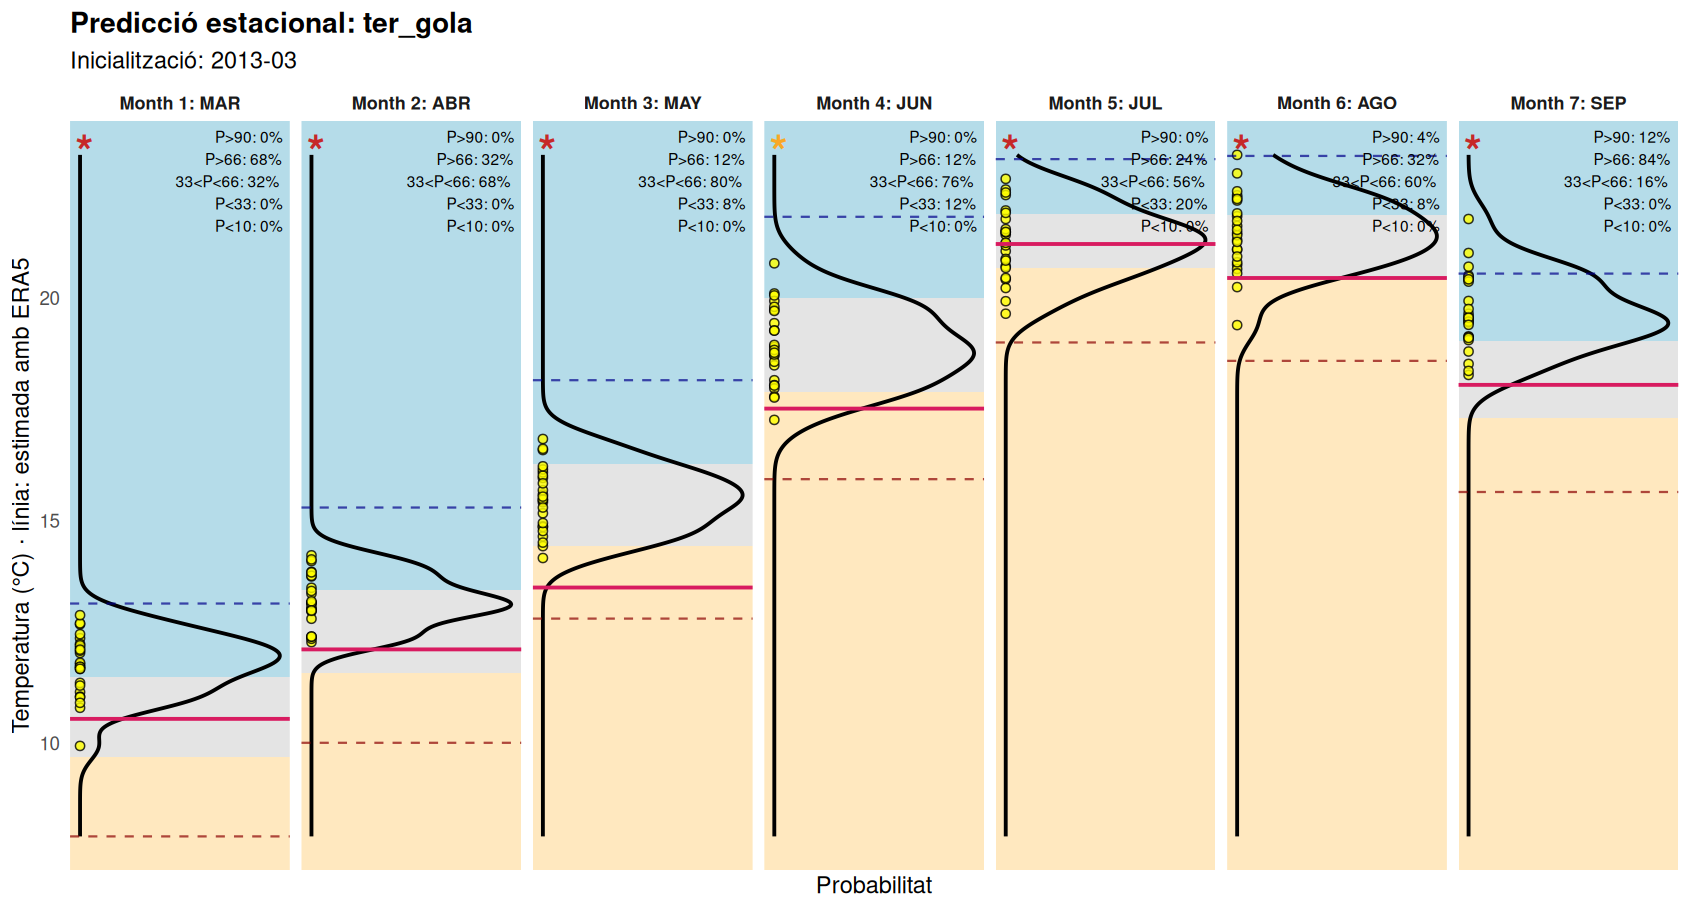 Predicció estacional: ter_gola
Inicialització: 2013-03
Month 1: MAR
Month 2: ABR
Month 3: MAY
Month 4: JUN
Month 5: JUL
Month 6: AGO
Month 7: SEP
P>90: 0%
P>66: 68%
33<P<66: 32%
P<33: 0%
P<10: 0%
P>90: 0%
P>66: 32%
33<P<66: 68%
P<33: 0%
P<10: 0%
P>90: 0%
P>66: 12%
33<P<66: 80%
P<33: 8%
P<10: 0%
P>90: 0%
P>66: 12%
33<P<66: 76%
P<33: 12%
P<10: 0%
P>90: 0%
P>66: 24%
33<P<66: 56%
P<33: 20%
P<10: 0%
P>90: 4%
P>66: 32%
33<P<66: 60%
P<33: 8%
P<10: 0%
P>90: 12%
P>66: 84%
33<P<66: 16%
P<33: 0%
P<10: 0%
20
15
10
Temperatura (°C) · línia: estimada amb ERA5
Probabilitat